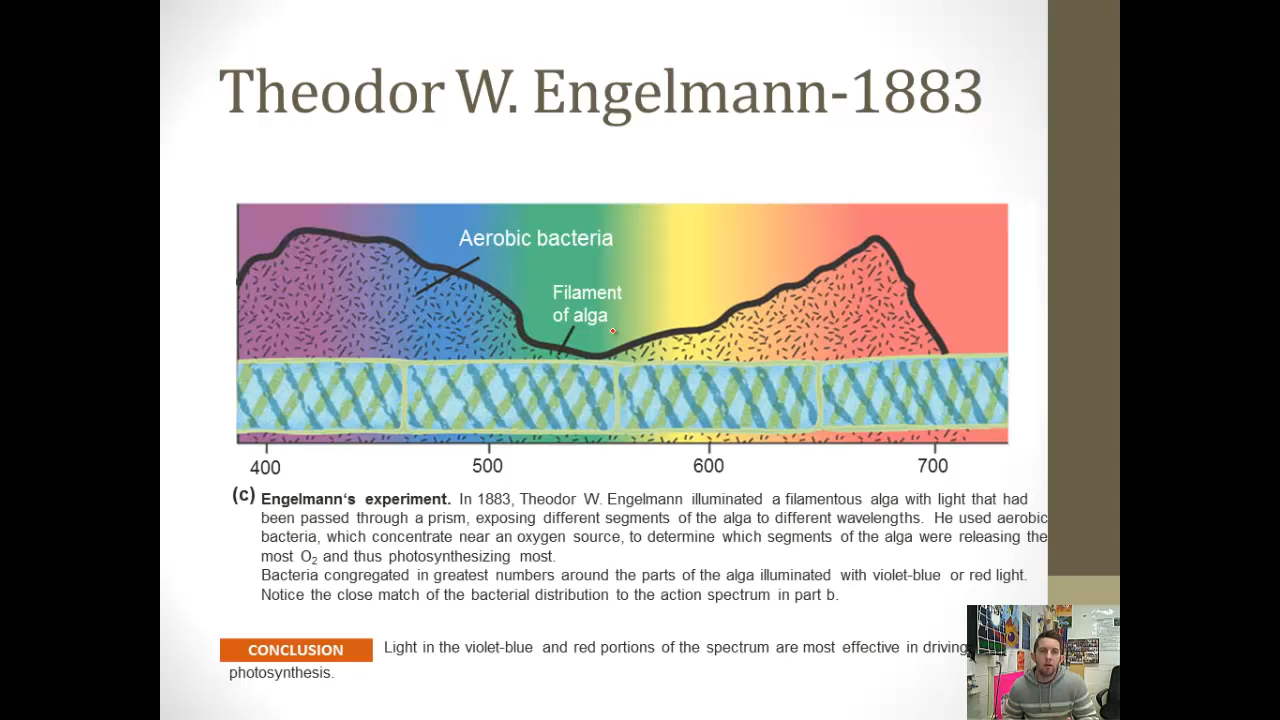 Theodor W. Engelmann-1883
Aerobic bacteria
Filament
of alga
400 500 600 700
(c) Engelmann‘s experiment. In 1883, Theodor W. Engelmann illuminated a filamentous alga with light that had
been passed through a prism, exposing different segments of the alga to different wavelengths. He used aerobic
bacteria, which concentrate near an oxygen source, to determine which segments of the alga were releasing the
most O2 and thus photosynthesizing most.
Bacteria congregated in greatest numbers around the parts of the alga illuminated with violet-blue or red light.
Notice the close match of the bacterial distribution to the action spectrum in part b.
CONCLUSION Light in the violet-blue and red portions of the spectrum are most effective in driving
photosynthesis.